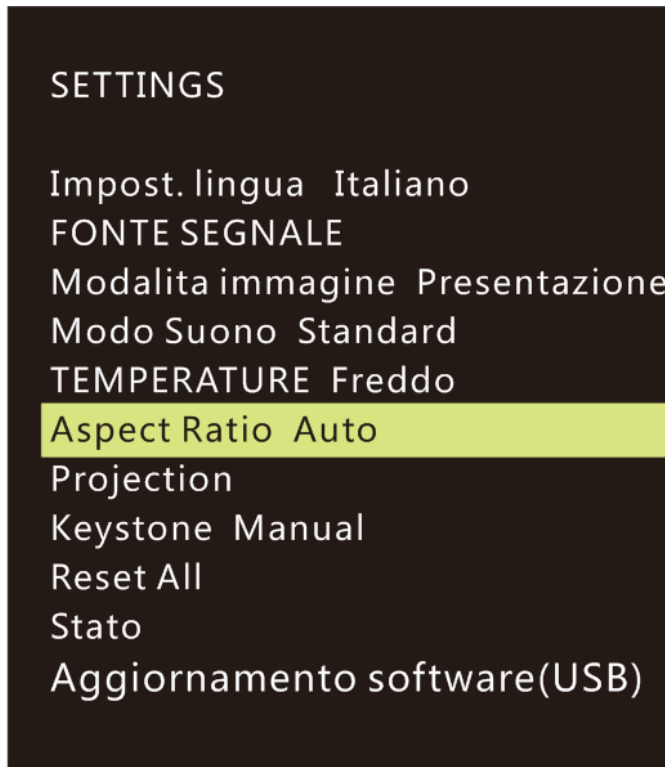 SETTINGS
Impost. lingua Italiano
FONTE SEGNALE
Modalita immagine Presentazione
Modo Suono Standard
TEMPERATURE Freddo
Aspect Ratio Auto
Projection
Keystone Manual
Reset All
Stato
Aggiornamento software(USB)